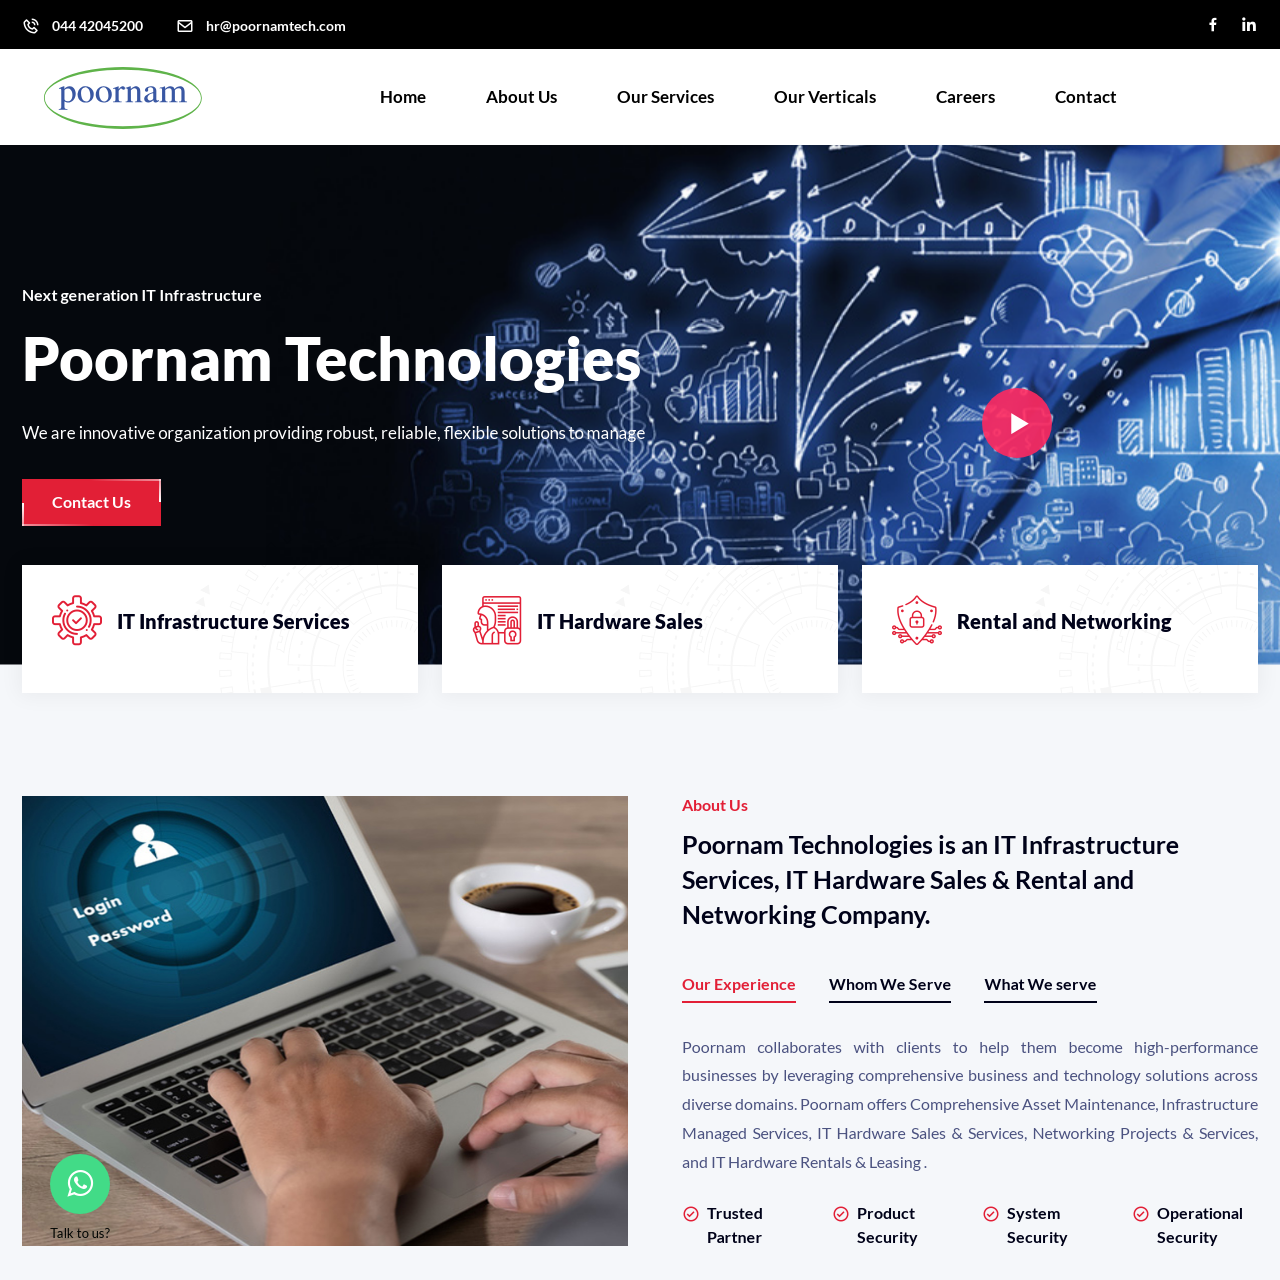 044 42045200
hr@poornamtech.com
poornam
Home
About Us
Our Services
Our Verticals
Careers
Contact
Next generation IT Infrastructure
Poornam Technologies
SUCCESS
We are innovative organization providing robust, reliable, flexible solutions to manage
INCOME
Contact Us
IT Infrastructure Services
IT Hardware Sales
Rental and Networking
Login
Password
Talk to us?
About Us
Poornam Technologies is an IT Infrastructure
Services, IT Hardware Sales & Rental and
Networking Company.
Our Experience
Whom We Serve
What We serve
Poornam collaborates with clients to help them become high-performance
businesses by leveraging comprehensive business and technology solutions across
diverse domains. Poornam offers Comprehensive Asset Maintenance, Infrastructure
Managed Services, IT Hardware Sales & Services, Networking Projects & Services,
and IT Hardware Rentals & Leasing .
Trusted
Partner
Product
Security
System
Security
Operational
Security